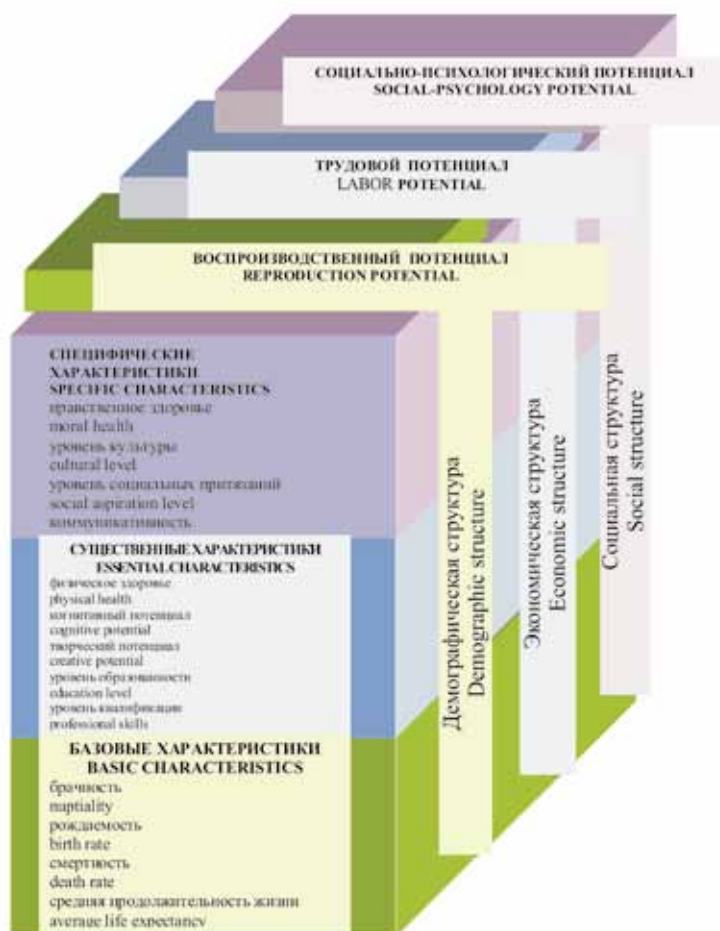 СОЦИАЛЬНО-ПСИХОЛОГИЧЕСКИЙ ПОТЕНЦИАЛ
SOCIAL-PSYCHOLOGY POTENTIAL
ТРУДОВОЙ ПОТЕНЦИАЛ
LABOR POTENTIAL
ВОСПРОИЗВОДСТВЕННЫЙ ПОТЕНЦИАЛ
REPRODUCTION POTENTIAL
СПЕЦИФИЧЕСКИЕ
ХАРАКТЕРИСТИКИ
SPECIFIC CHARACTERISTICS
нравственное здоровье
moral health
уровень культуры
cultural level
уровень социальных притязаний
social aspiration level
коммуникативность
СУЩЕСТВЕННЫЕ ХАРАКТЕРИСТИКИ
ESSENTIAL CHARACTERISTICS
физическое здоровье
physical health
когнитивный потенциал
cognitive potential
творческий потенциал
creative potential
уровень образованности
education level
уровень квалификации
professional skills
БАЗОВЫЕ ХАРАКТЕРИСТИКИ
BASIC CHARACTERISTICS
брачность
nuptiality
рождаемость
birth rate
смертность
death rate
средняя продолжительность жизни
average life expectancy
Демографическая структура
Demographic structure
Экономическая структура
Economic structure
Социальная структура
Social structure